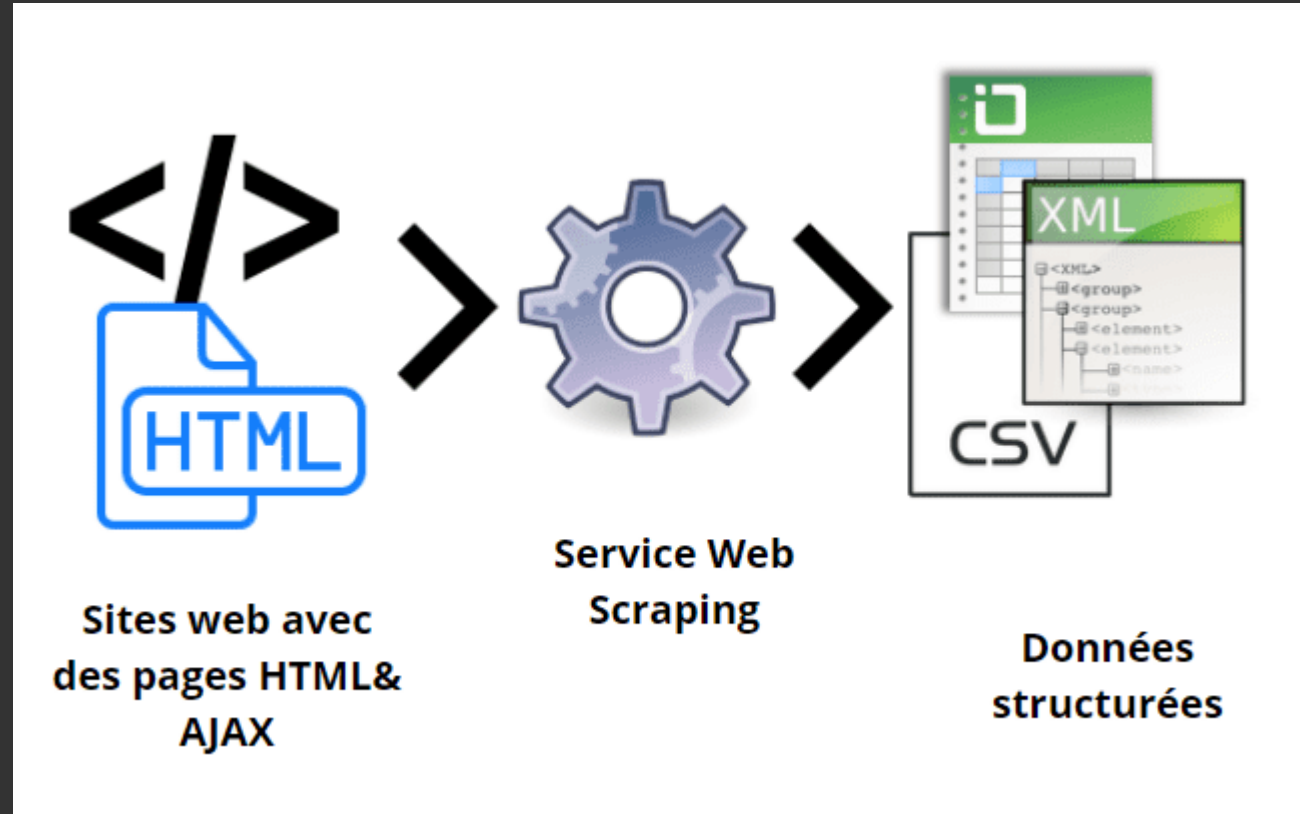 HTML
Sites web avec
des pages HTML&
AJAX
Service Web
Scraping
XML
<XML>
<group>
<group>
<element>
<element>
<name>
CSV
Données
structurées